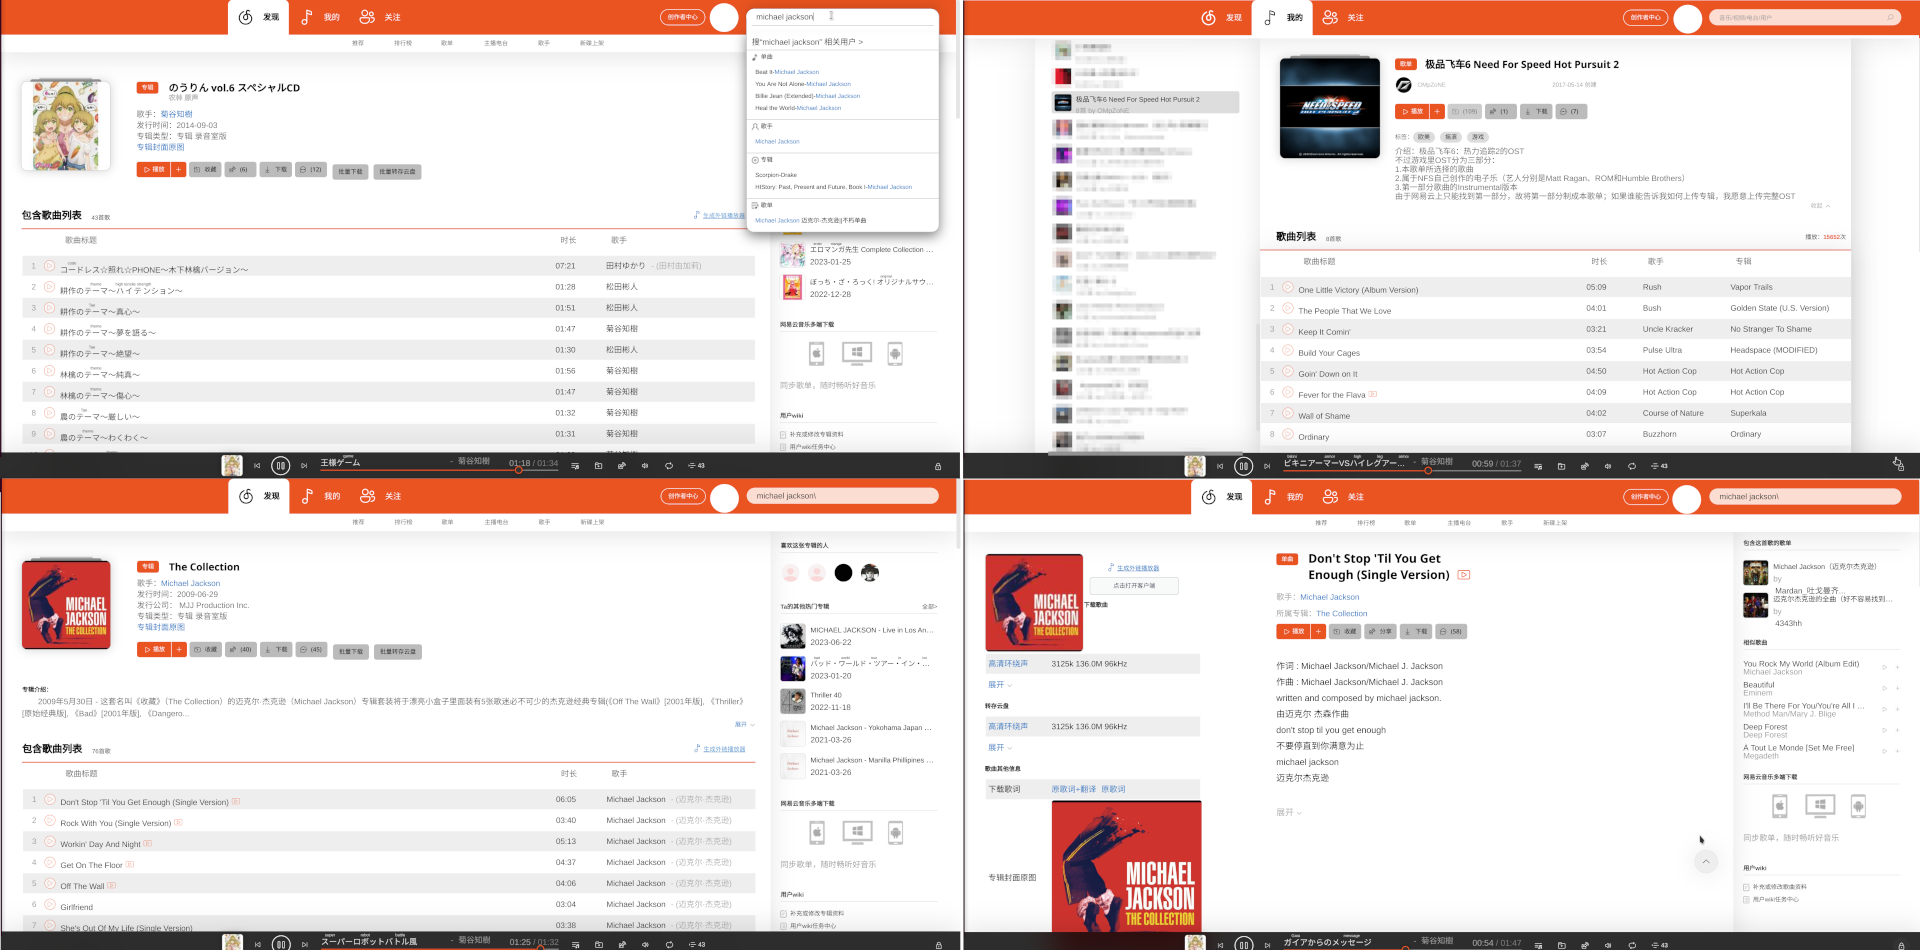 发现
我的
关注
创作者中心
michael jackson
推荐
排行榜
歌单
主播电台
歌手
新碟上架
搜"michael jackson" 相关用户 >
单曲
Beat It-Michael Jackson
You Are Not Alone-Michael Jackson
Billie Jean (Extended)-Michael Jackson
Heal the World-Michael Jackson
歌手
Michael Jackson
专辑
Scorpion-Drake
HIStory: Past, Present and Future, Book I-Michael Jackson
歌单
Michael Jackson 迈克尔-杰克逊||不朽单曲
专辑
のうりん vol.6 スペシャルCD
农林 原声
歌手：菊谷知樹
发行时间：2014-09-03
专辑类型：专辑 录音室版
专辑封面原图
播放
+
收藏
(6)
下载
(12)
批量下载
批量转存云盘
包含歌曲列表 43首歌
生成外链播放器
歌曲标题 时长 歌手
1 コードレス☆照れ☆PHONE～木下林檎バージョン～ 07:21 田村ゆかり - (田村由加莉)
2 耕作のテーマ～ハイテンション～ 01:28 松田彬人
3 耕作のテーマ～真心～ 01:51 松田彬人
4 耕作のテーマ～夢を語る～ 01:47 菊谷知樹
5 耕作のテーマ～絶望～ 01:30 松田彬人
6 林檎のテーマ～純真～ 01:56 菊谷知樹
7 林檎のテーマ～傷心～ 01:47 菊谷知樹
8 農のテーマ～厳しい～ 01:32 菊谷知樹
9 農のテーマ～わくわく～ 01:31 菊谷知樹
エロマンガ先生 Complete Collection ...
2023-01-25
ぼっち・ざ・ろっく! オリジナルサウ...
2022-12-28
网易云音乐多端下载
同步歌单，随时畅听好音乐
用户wiki
补充或修改专辑资料
用户wiki任务中心
王様ゲーム - 菊谷知樹 01:18 / 01:34
43
发现
我的
关注
创作者中心
音乐/视频/电台/用户
极品飞车6 Need For Speed Hot Pursuit 2
8首 by OMpZoNE
NEED FOR SPEED
HOT PURSUIT 2
歌单
极品飞车6 Need For Speed Hot Pursuit 2
OMpZoNE
2017-05-14 创建
播放
+
(109)
(1)
下载
(7)
标签：
欧美
摇滚
游戏
介绍：极品飞车6：热力追踪2的OST
不过游戏里OST分为三部分：
1.本歌单所选择的歌曲
2.属于NFS自己创作的电子乐（艺人分别是Matt Ragan、ROM和Humble Brothers）
3.第一部分歌曲的Instrumental版本
由于网易云上只能找到第一部分，故将第一部分制成本歌单；如果谁能告诉我如何上传专辑，我愿意上传完整OST
收起
歌曲列表 8首歌
播放：15652次
歌曲标题 时长 歌手 专辑
1 One Little Victory (Album Version) 05:09 Rush Vapor Trails
2 The People That We Love 04:01 Bush Golden State (U.S. Version)
3 Keep It Comin' 03:21 Uncle Kracker No Stranger To Shame
4 Build Your Cages 03:54 Pulse Ultra Headspace (MODIFIED)
5 Goin' Down on It 04:50 Hot Action Cop Hot Action Cop
6 Fever for the Flava 04:09 Hot Action Cop Hot Action Cop
7 Wall of Shame 04:02 Course of Nature Superkala
8 Ordinary 03:07 Buzzhorn Ordinary
ビキニアーマーVSハイレグアー... - 菊谷知樹 00:59 / 01:37
43
发现
我的
关注
创作者中心
michael jackson\
推荐
排行榜
歌单
主播电台
歌手
新碟上架
MICHAEL
JACKSON
THE COLLECTION
专辑
The Collection
歌手：Michael Jackson
发行时间：2009-06-29
发行公司： MJJ Production Inc.
专辑类型：专辑 录音室版
专辑封面原图
播放
+
收藏
(40)
下载
(45)
批量下载
批量转存云盘
专辑介绍：
2009年5月30日 - 这套名叫《收藏》（The Collection）的迈克尔·杰克逊（Michael Jackson）专辑套装将于漂亮小盒子里面装有5张歌迷必不可少的杰克逊经典专辑(《Off The Wall》[2001年版]，《Thriller》
[原始经典版]，《Bad》[2001年版]，《Dangero...
展开
包含歌曲列表 76首歌
生成外链播放器
歌曲标题 时长 歌手
1 Don't Stop 'Til You Get Enough (Single Version) 06:05 Michael Jackson - (迈克尔·杰克逊)
2 Rock With You (Single Version) 03:40 Michael Jackson - (迈克尔·杰克逊)
3 Workin' Day And Night 05:13 Michael Jackson - (迈克尔·杰克逊)
4 Get On The Floor 04:37 Michael Jackson - (迈克尔·杰克逊)
5 Off The Wall 04:06 Michael Jackson - (迈克尔·杰克逊)
6 Girlfriend 03:04 Michael Jackson - (迈克尔·杰克逊)
7 She's Out Of My Life (Single Version) 03:38 Michael Jackson - (迈克尔·杰克逊)
喜欢这张专辑的人
Ta的其他热门专辑 全部>
MICHAEL JACKSON - Live in Los An...
2023-06-22
バッド・ワールド・ツアー・イン・...
2023-01-20
Thriller 40
2022-11-18
Michael Jackson - Yokohama Japan ...
2021-03-26
Michael Jackson - Manilla Phillipines ...
2021-03-26
网易云音乐多端下载
同步歌单，随时畅听好音乐
用户wiki
补充或修改专辑资料
用户wiki任务中心
スーパーロボットバトル風 - 菊谷知樹 01:25 / 01:32
43
发现
我的
关注
创作者中心
michael jackson\
推荐
排行榜
歌单
主播电台
歌手
新碟上架
MICHAEL
JACKSON
THE COLLECTION
生成外链播放器
点击打开客户端
下载歌曲
高清环绕声 3125k 136.0M 96kHz
展开
转存云盘
高清环绕声 3125k 136.0M 96kHz
展开
歌曲其他信息
下载歌词 原歌词+翻译 原歌词
专辑封面原图
MICHAEL
JACKSON
THE COLLECTION
单曲
Don't Stop 'Til You Get
Enough (Single Version)
歌手：Michael Jackson
所属专辑：The Collection
播放
+
收藏
分享
下载
(58)
作词 : Michael Jackson/Michael J. Jackson
作曲 : Michael Jackson/Michael J. Jackson
written and composed by michael jackson.
由迈克尔 杰森作曲
don't stop til you get enough
不要停直到你满意为止
michael jackson
迈克尔杰克逊
展开
包含这首歌的歌单
Michael Jackson（迈克尔杰克逊）
by
Mardan_吐戈曼齐...
迈克尔杰克逊的全曲（好不容易找到...
by
4343hh
相似歌曲
You Rock My World (Album Edit)
Michael Jackson
Beautiful
Eminem
I'll Be There For You/You're All I ...
Method Man/Mary J. Blige
Deep Forest
Deep Forest
À Tout Le Monde [Set Me Free]
Megadeth
网易云音乐多端下载
同步歌单，随时畅听好音乐
用户wiki
补充或修改歌曲资料
用户wiki任务中心
ガイアからのメッセージ - 菊谷知樹 00:54 / 01:47
43